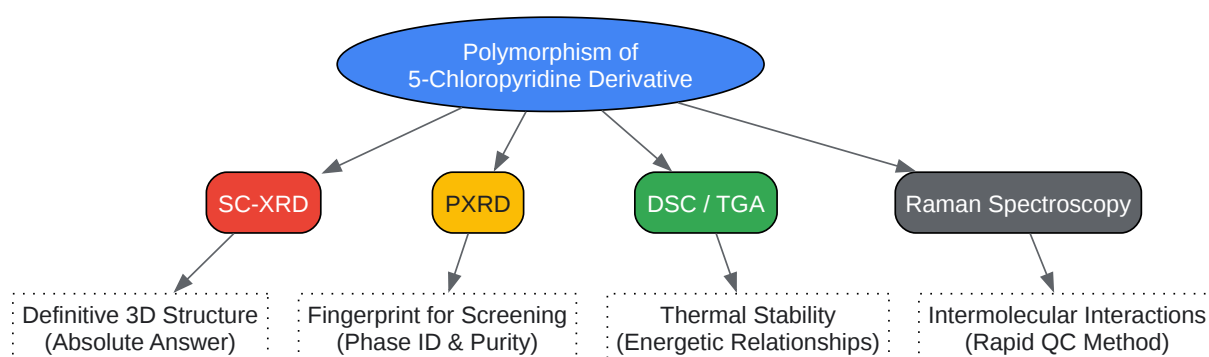 Polymorphism of
5-Chloropyridine Derivative
SC-XRD
PXRD
DSC / TGA
Raman Spectroscopy
Definitive 3D Structure
(Absolute Answer)
Fingerprint for Screening
(Phase ID & Purity)
Thermal Stability
(Energetic Relationships)
Intermolecular Interactions
(Rapid QC Method)